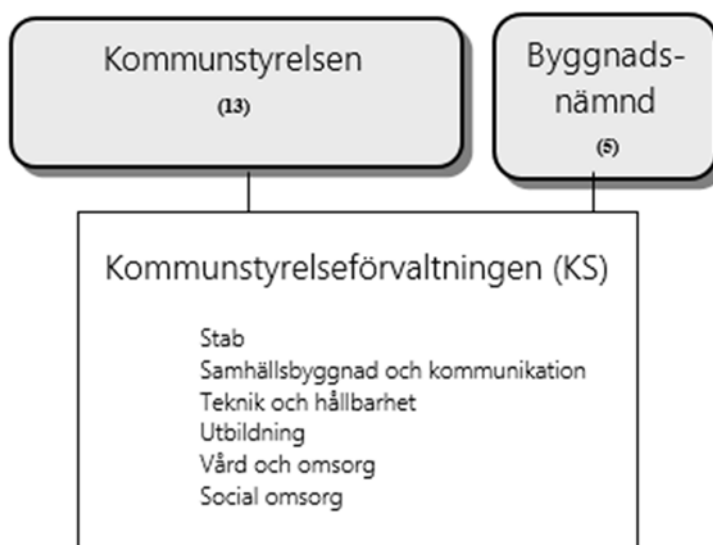 Kommunstyrelsen
(13)
Byggnads-
nämnd
(5)
Kommunstyrelseförvaltningen (KS)
Stab
Samhällsbyggnad och kommunikation
Teknik och hållbarhet
Utbildning
Vård och omsorg
Social omsorg